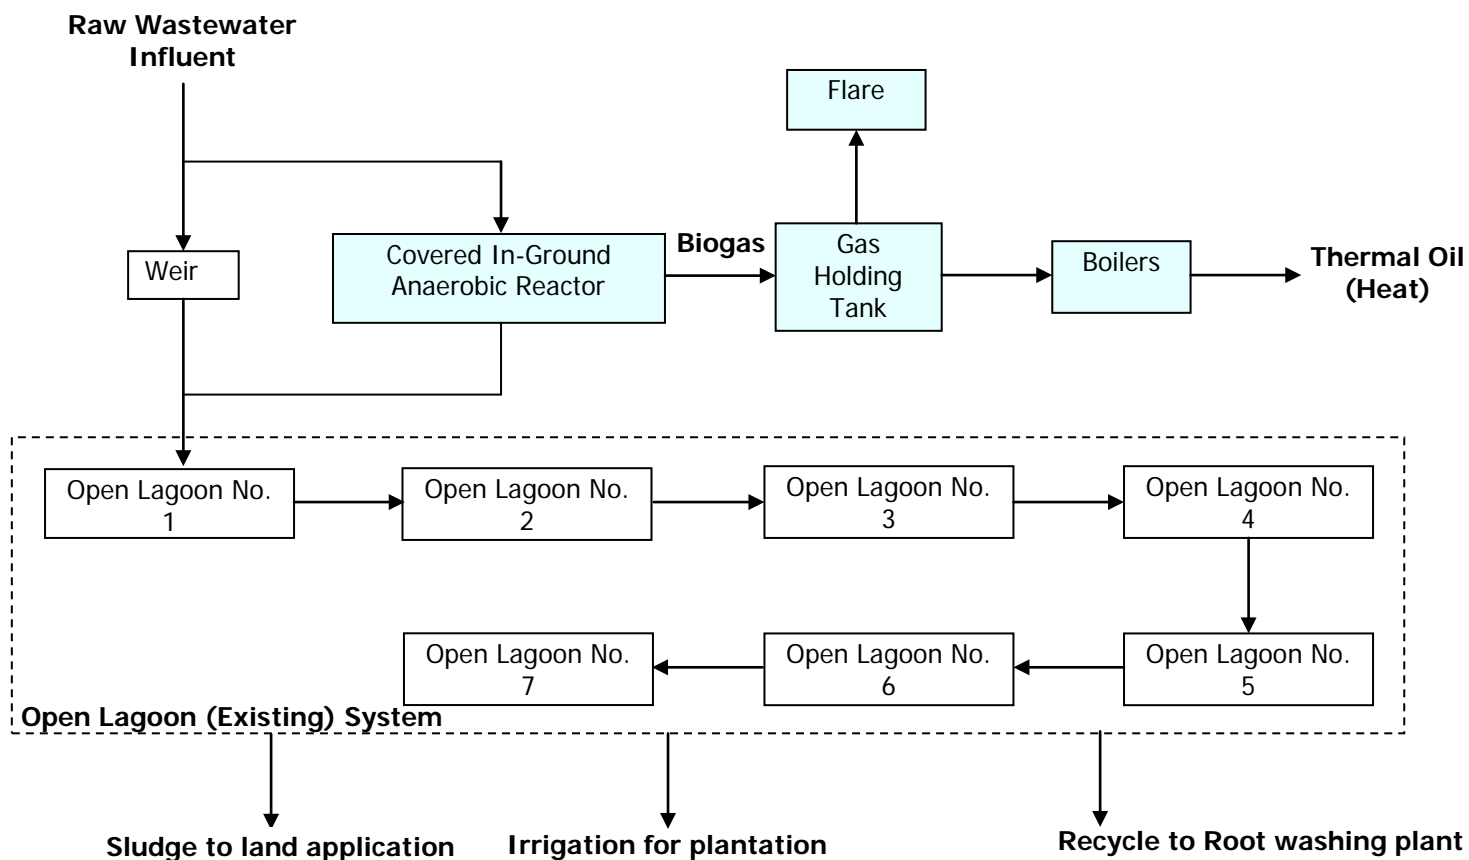 Raw Wastewater
Influent
Flare
Weir
Covered In-Ground
Anaerobic Reactor
Biogas
Gas
Holding
Tank
Boilers
Thermal Oil
(Heat)
Open Lagoon No.
1
Open Lagoon No.
2
Open Lagoon No.
3
Open Lagoon No.
4
Open Lagoon No.
7
Open Lagoon No.
6
Open Lagoon No.
5
Open Lagoon (Existing) System
Sludge to land application
Irrigation for plantation
Recycle to Root washing plant